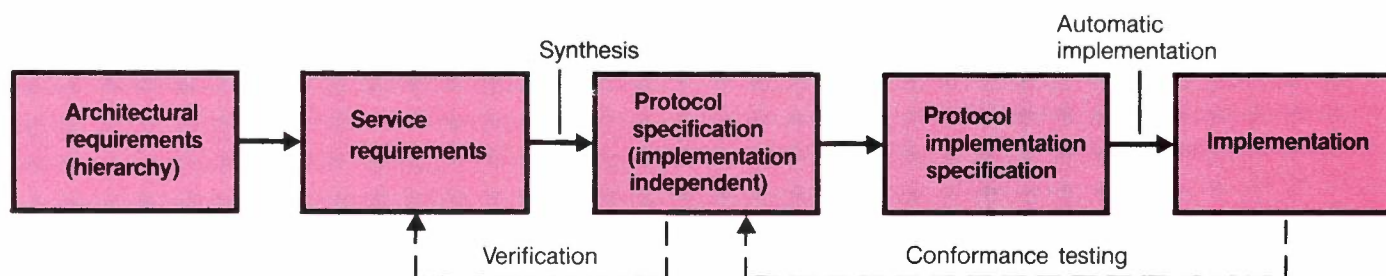 Synthesis
Automatic
implementation
Architectural
requirements
(hierarchy)
Service
requirements
Protocol
specification
(implementation
independent)
Protocol
implementation
specification
Implementation
Verification
Conformance testing